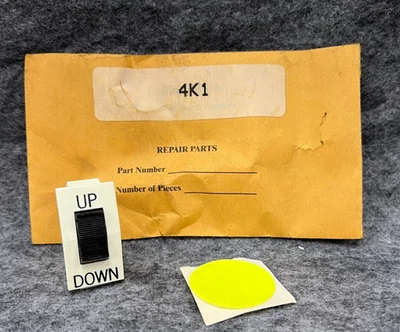 4K1
REPAIR PARTS
Part Number
Number of Pieces
UP
DOWN